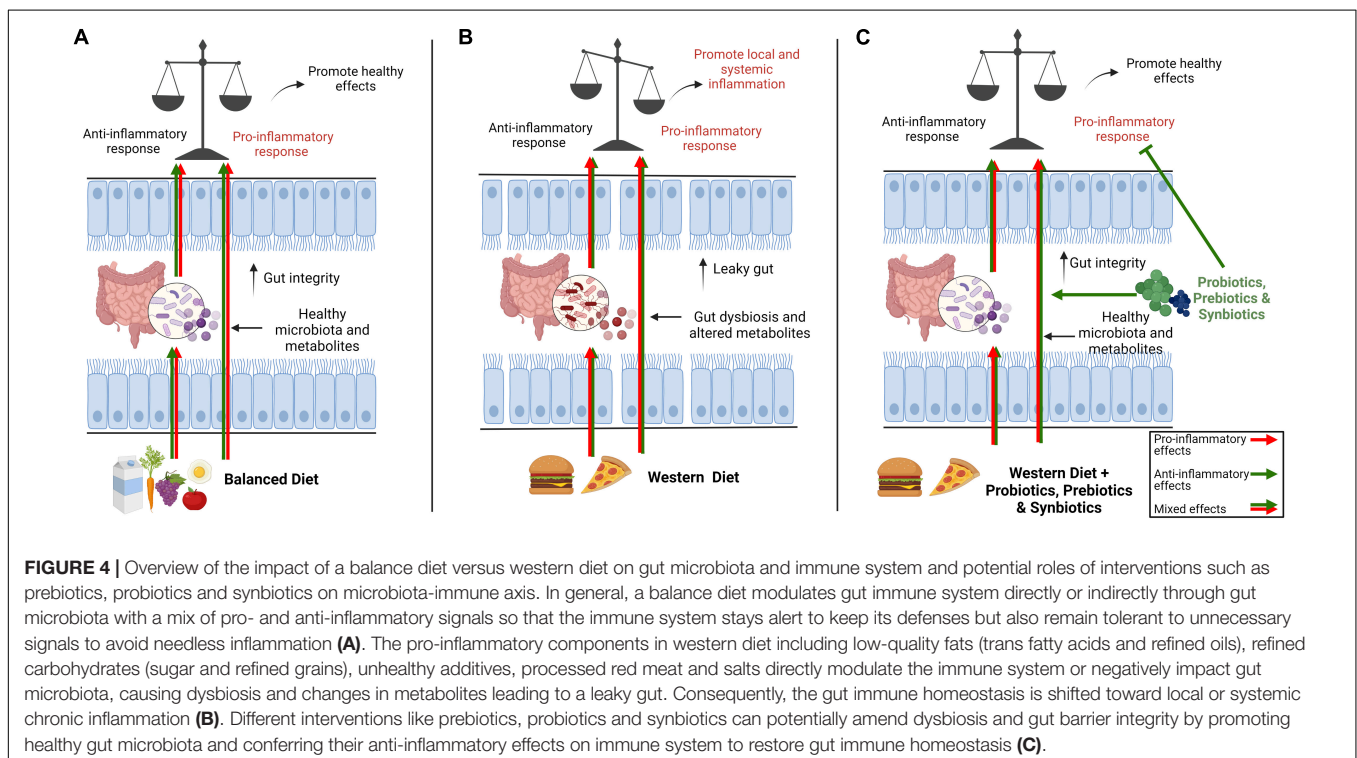 A
Promote healthy
effects
Anti-inflammatory
response
Pro-inflammatory
response
Gut integrity
Healthy
microbiota and
metabolites
Balanced Diet
B
Promote local and
systemic
inflammation
Anti-inflammatory
response
Pro-inflammatory
response
Leaky gut
Gut dysbiosis and
altered metabolites
Western Diet
C
Promote healthy
effects
Anti-inflammatory
response
Pro-inflammatory
response
Gut integrity
Probiotics,
Prebiotics &
Synbiotics
Healthy
microbiota and
metabolites
Western Diet +
Probiotics, Prebiotics
& Synbiotics
Pro-inflammatory
effects
Anti-inflammatory
effects
Mixed effects
FIGURE 4 | Overview of the impact of a balance diet versus western diet on gut microbiota and immune system and potential roles of interventions such as
prebiotics, probiotics and synbiotics on microbiota-immune axis. In general, a balance diet modulates gut immune system directly or indirectly through gut
microbiota with a mix of pro- and anti-inflammatory signals so that the immune system stays alert to keep its defenses but also remain tolerant to unnecessary
signals to avoid needless inflammation (A). The pro-inflammatory components in western diet including low-quality fats (trans fatty acids and refined oils), refined
carbohydrates (sugar and refined grains), unhealthy additives, processed red meat and salts directly modulate the immune system or negatively impact gut
microbiota, causing dysbiosis and changes in metabolites leading to a leaky gut. Consequently, the gut immune homeostasis is shifted toward local or systemic
chronic inflammation (B). Different interventions like prebiotics, probiotics and synbiotics can potentially amend dysbiosis and gut barrier integrity by promoting
healthy gut microbiota and conferring their anti-inflammatory effects on immune system to restore gut immune homeostasis (C).